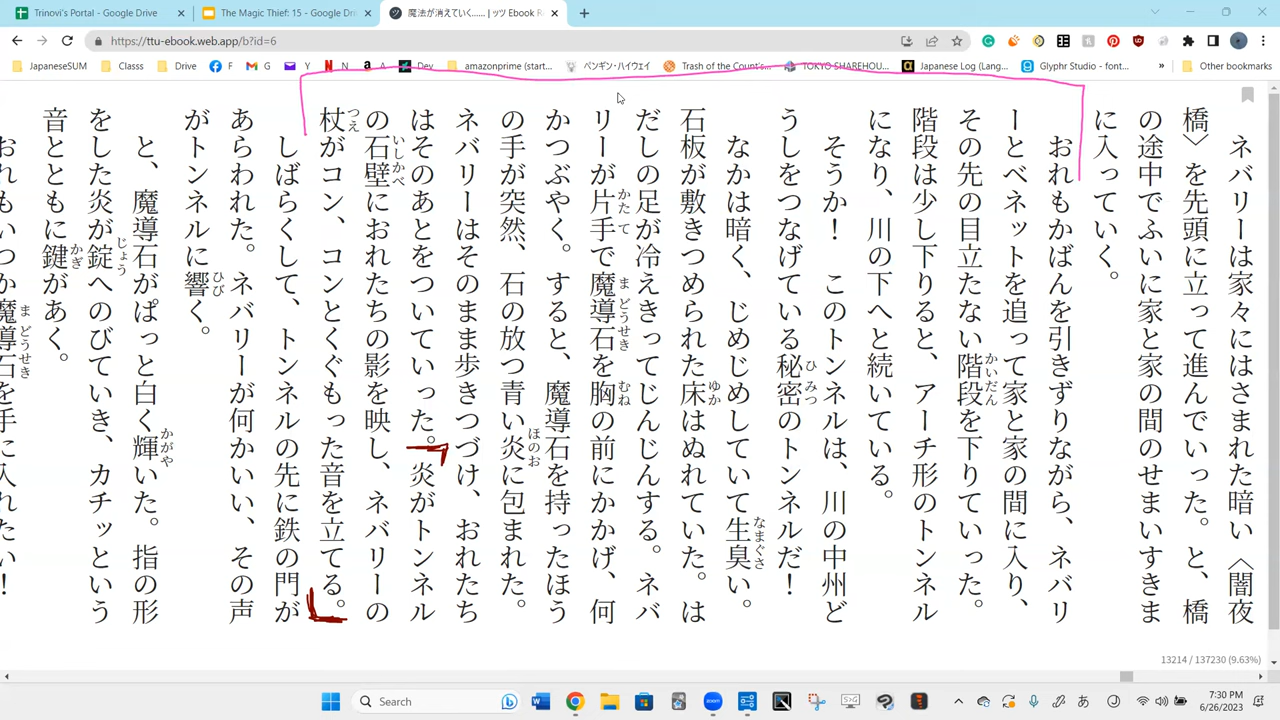 Trinovi's Portal - Google Drive
The Magic Thief: 15 - Google Dri
魔法が消えていく…… | ッツ Ebook R
https://ttu-ebook.web.app/b?id=6
JapaneseSUM
Classs
Drive
F
G
Y
N
A
Dev
amazonprime (start...
ペンギン・ハイウェイ
Trash of the Count's...
TOKYO SHAREHOU...
Japanese Log (Lang...
Glyphr Studio - font...
»
Other bookmarks
ネバリーは家々にはさまれた暗い〈闇夜
橋〉を先頭に立って進んでいった。と、橋
の途中でふいに家と家の間のせまいすきま
に入っていく。
おれもかばんを引きずりながら、ネバリ
ーとベネットを追って家と家の間に入り、
その先の目立たない階段を下りていった。
階段は少し下りると、アーチ形のトンネル
になり、川の下へと続いている。
そうか！　このトンネルは、川の中州ど
うしをつなげている秘密のトンネルだ！
なかは暗く、じめじめしていて生臭い。
石板が敷きつめられた床はぬれていた。は
だしの足が冷えきってじんじんする。ネバ
リーが片手で魔導石を胸の前にかかげ、何
かつぶやく。すると、魔導石を持ったほう
の手が突然、石の放つ青い炎に包まれた。
ネバリーはそのまま歩きつづけ、おれたち
はそのあとをついていった。炎がトンネル
の石壁におれたちの影を映し、ネバリーの
杖がコン、コンとくぐもった音を立てる。
しばらくして、トンネルの先に鉄の門が
あらわれた。ネバリーが何かいい、その声
がトンネルに響く。
と、魔導石がぱっと白く輝いた。指の形
をした炎が錠へのびていき、カチッという
音とともに鍵があく。
おれもいつか魔導石を手に入れたい！
13214 / 137230 (9.63%)
Search
7:30 PM
6/26/2023